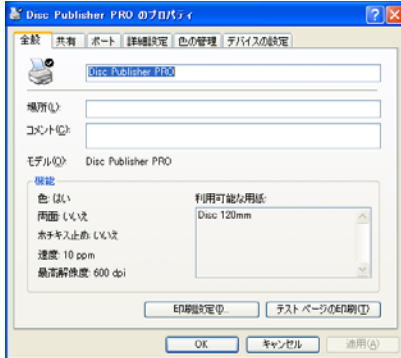 Disc Publisher PRO のプロパティ
全般 共有 ポート 詳細設定 色の管理 デバイスの設定
Disc Publisher PRO
場所(L):
コメント(C):
モデル(O): Disc Publisher PRO
機能
色: はい
両面: いいえ
ホチキス止め: いいえ
速度: 10 ppm
最高解像度: 600 dpi
利用可能な用紙:
Disc 120mm
印刷設定(I)... テスト ページの印刷(T)
OK キャンセル 適用(A)